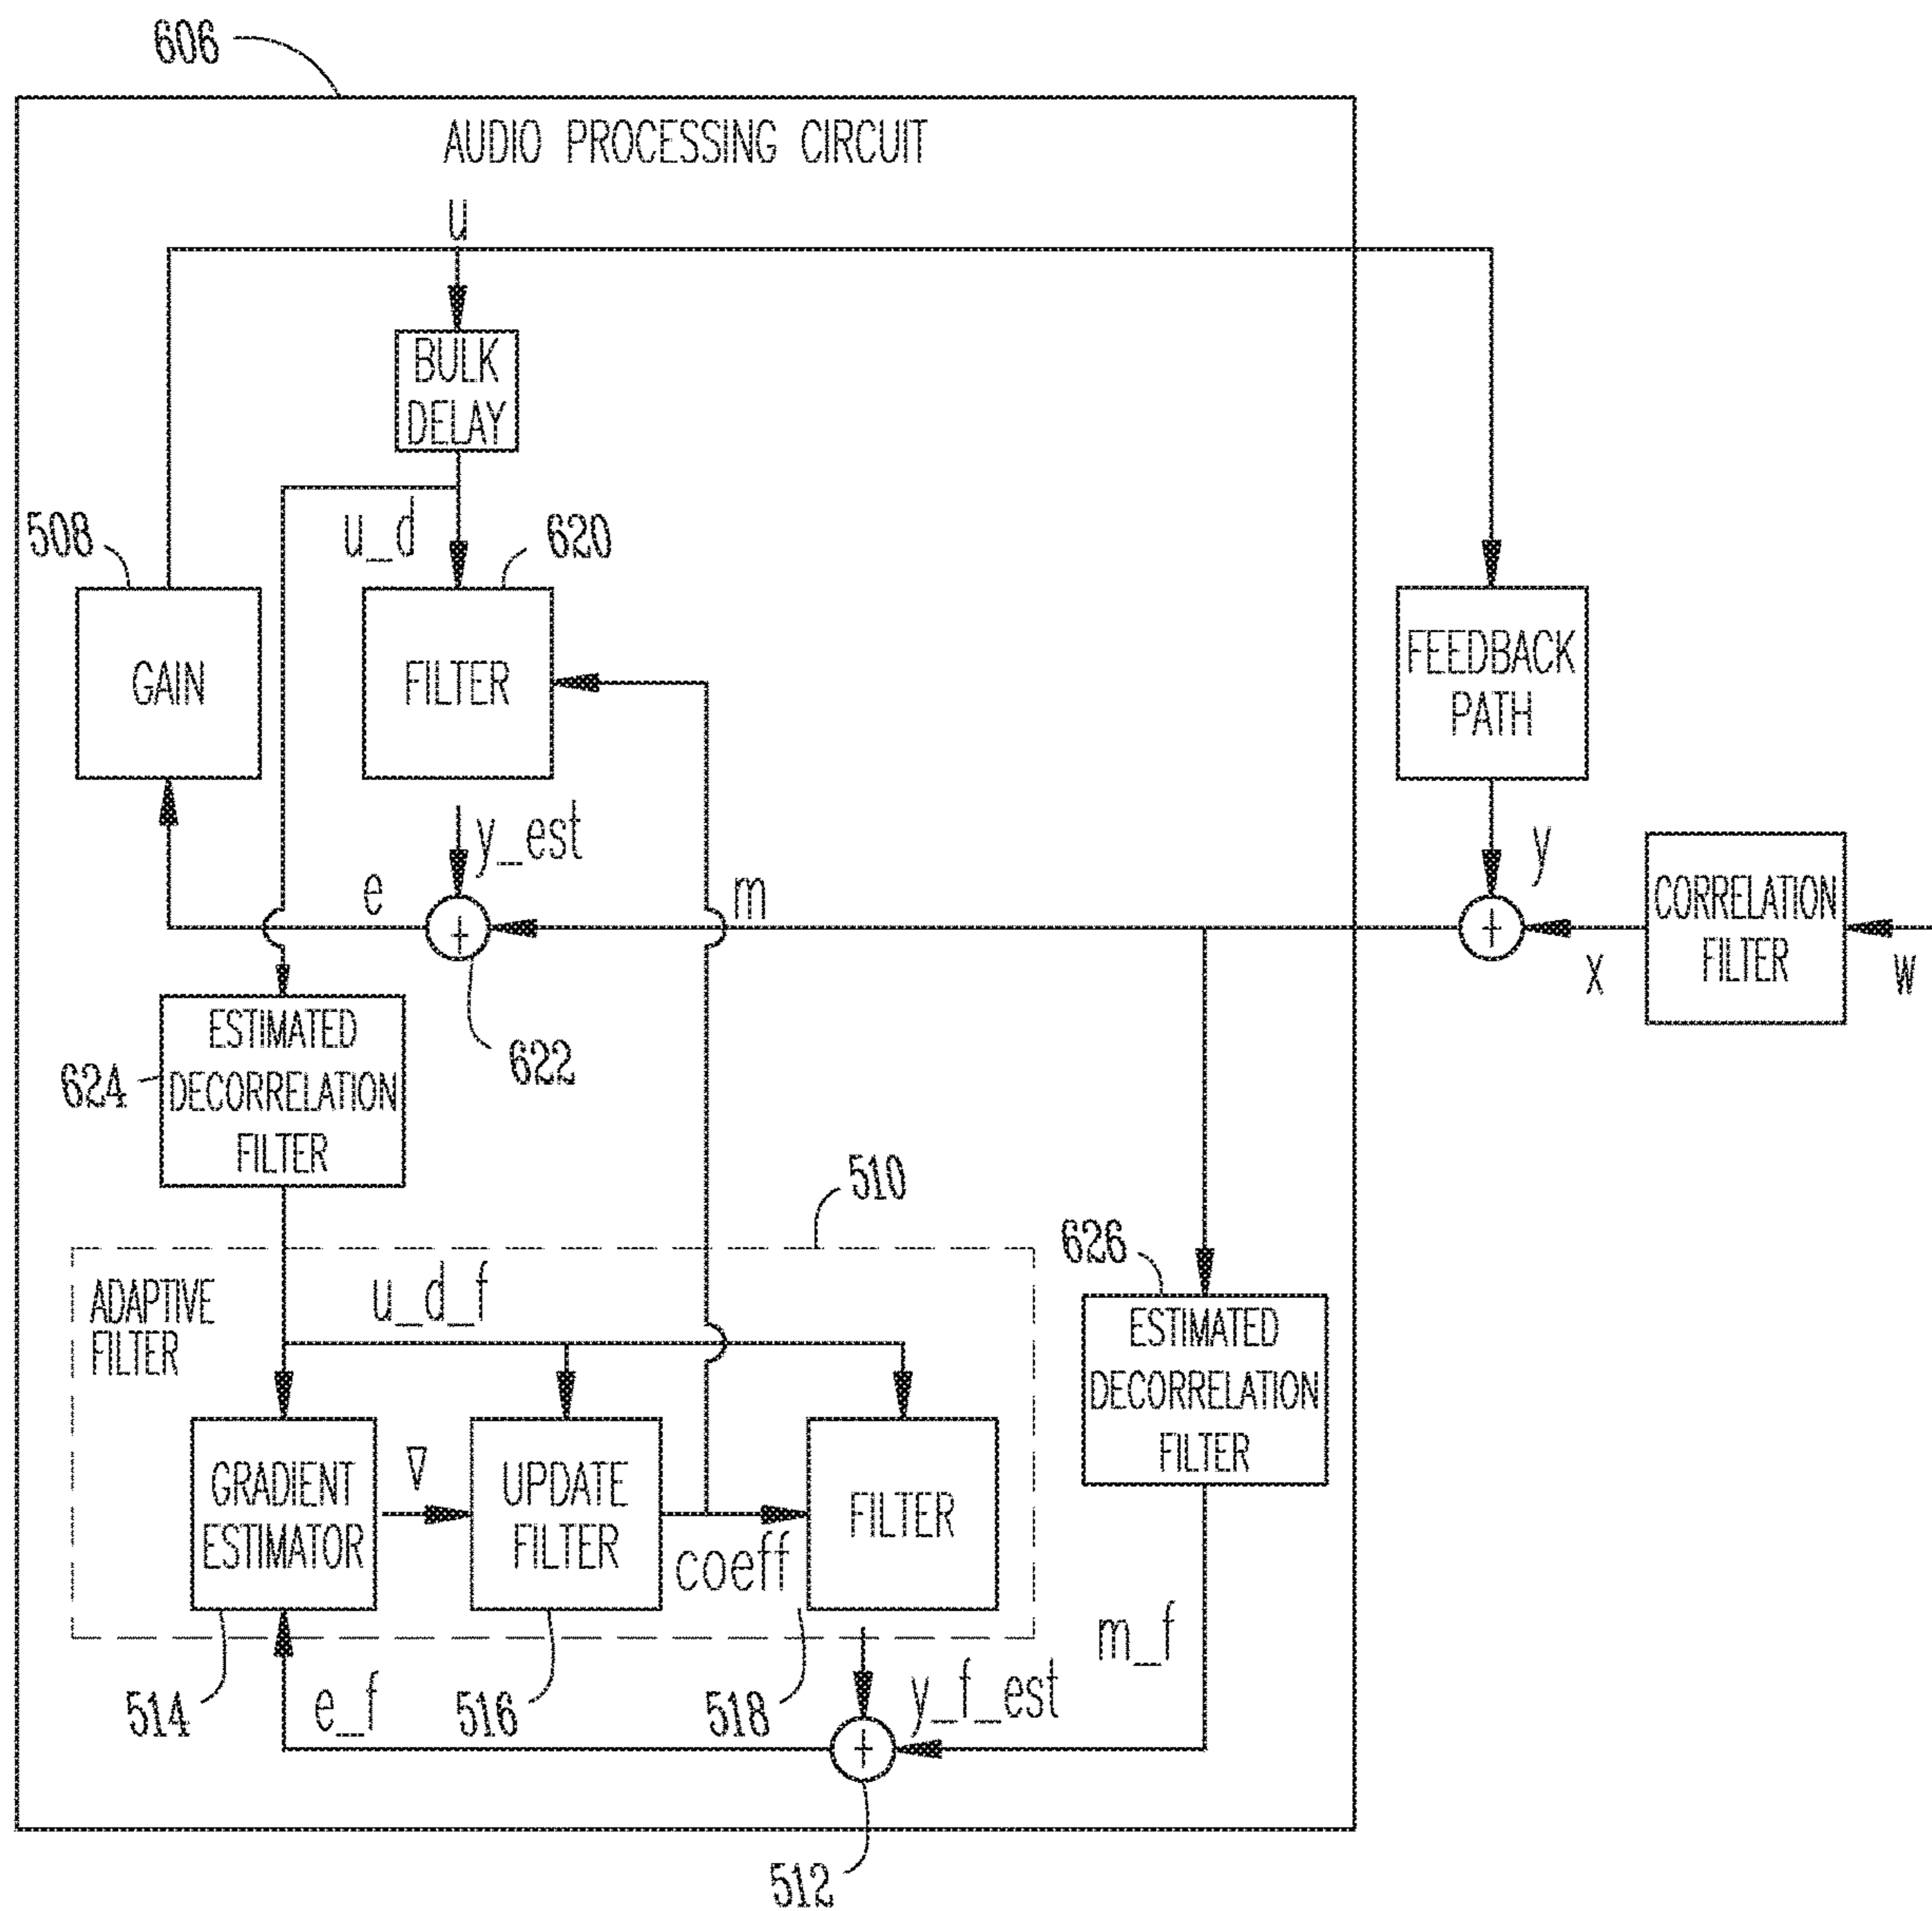 606
AUDIO PROCESSING CIRCUIT
u
BULK
DELAY
508
u_d
620
GAIN
FILTER
FEEDBACK
PATH
y_est
y
e
m
CORRELATION
FILTER
x
w
ESTIMATED
DECORRELATION
FILTER
624
622
510
626
ADAPTIVE
FILTER
u_d_f
ESTIMATED
DECORRELATION
FILTER
GRADIENT
ESTIMATOR
∇
UPDATE
FILTER
coeff
FILTER
m_f
514
e_f
516
518
y_f_est
512